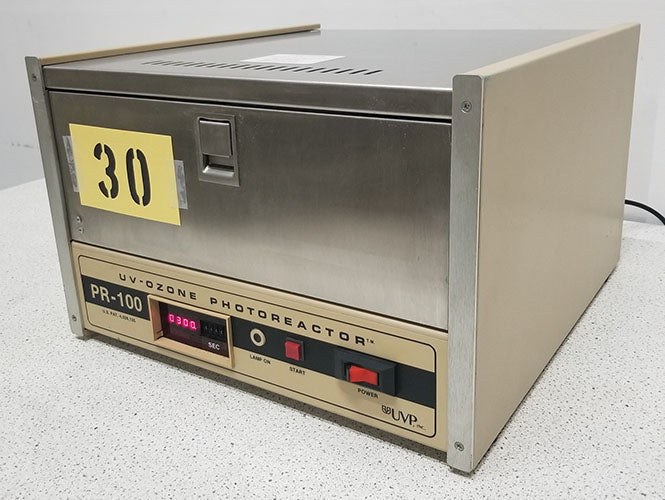 30
UV-OZONE PHOTOREACTOR™
PR-100
0300
SEC
LAMP ON
START
POWER
UVP, INC.